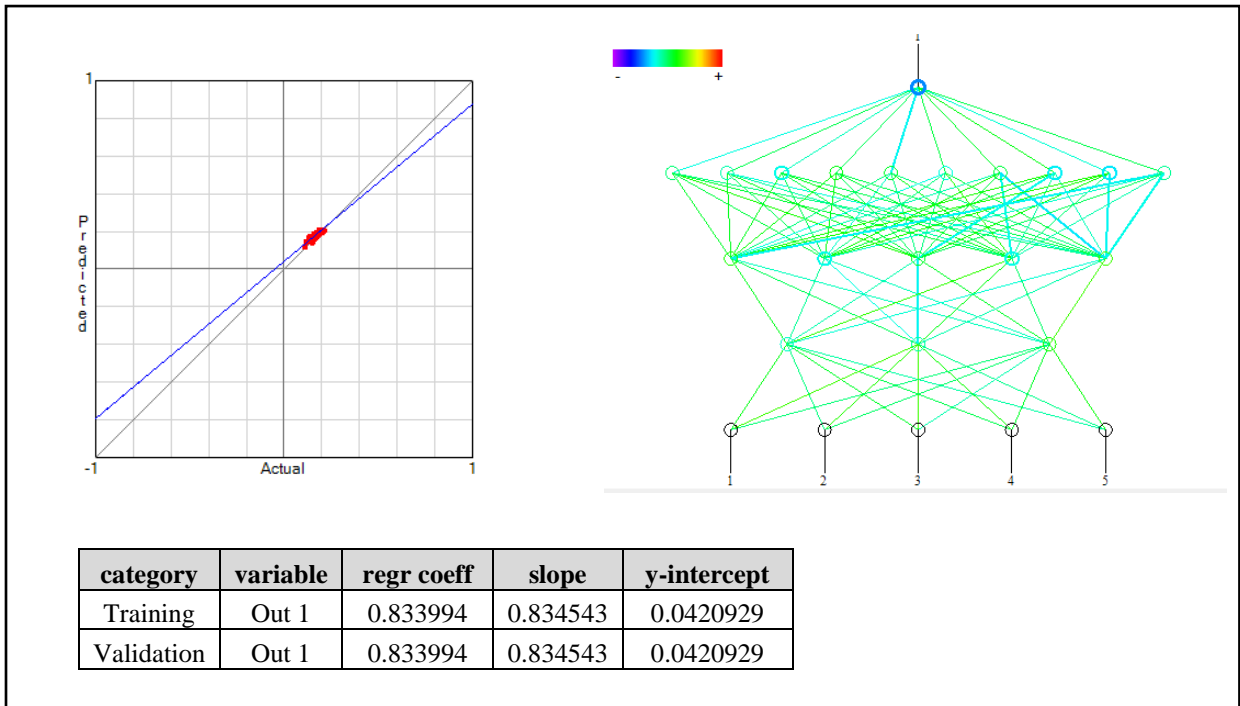 1
- +
1
Predicted
-1 Actual 1
1 2 3 4 5
category variable regr coeff slope y-intercept
Training Out 1 0.833994 0.834543 0.0420929
Validation Out 1 0.833994 0.834543 0.0420929